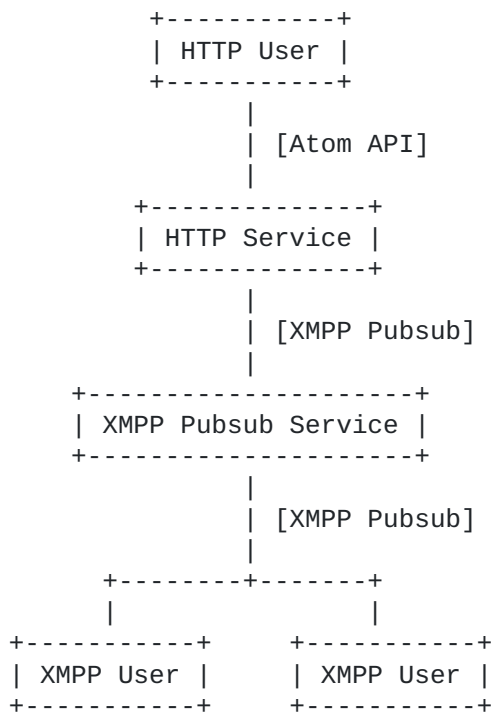 HTTP User
[Atom API]
HTTP Service
[XMPP Pubsub]
XMPP Pubsub Service
[XMPP Pubsub]
XMPP User XMPP User